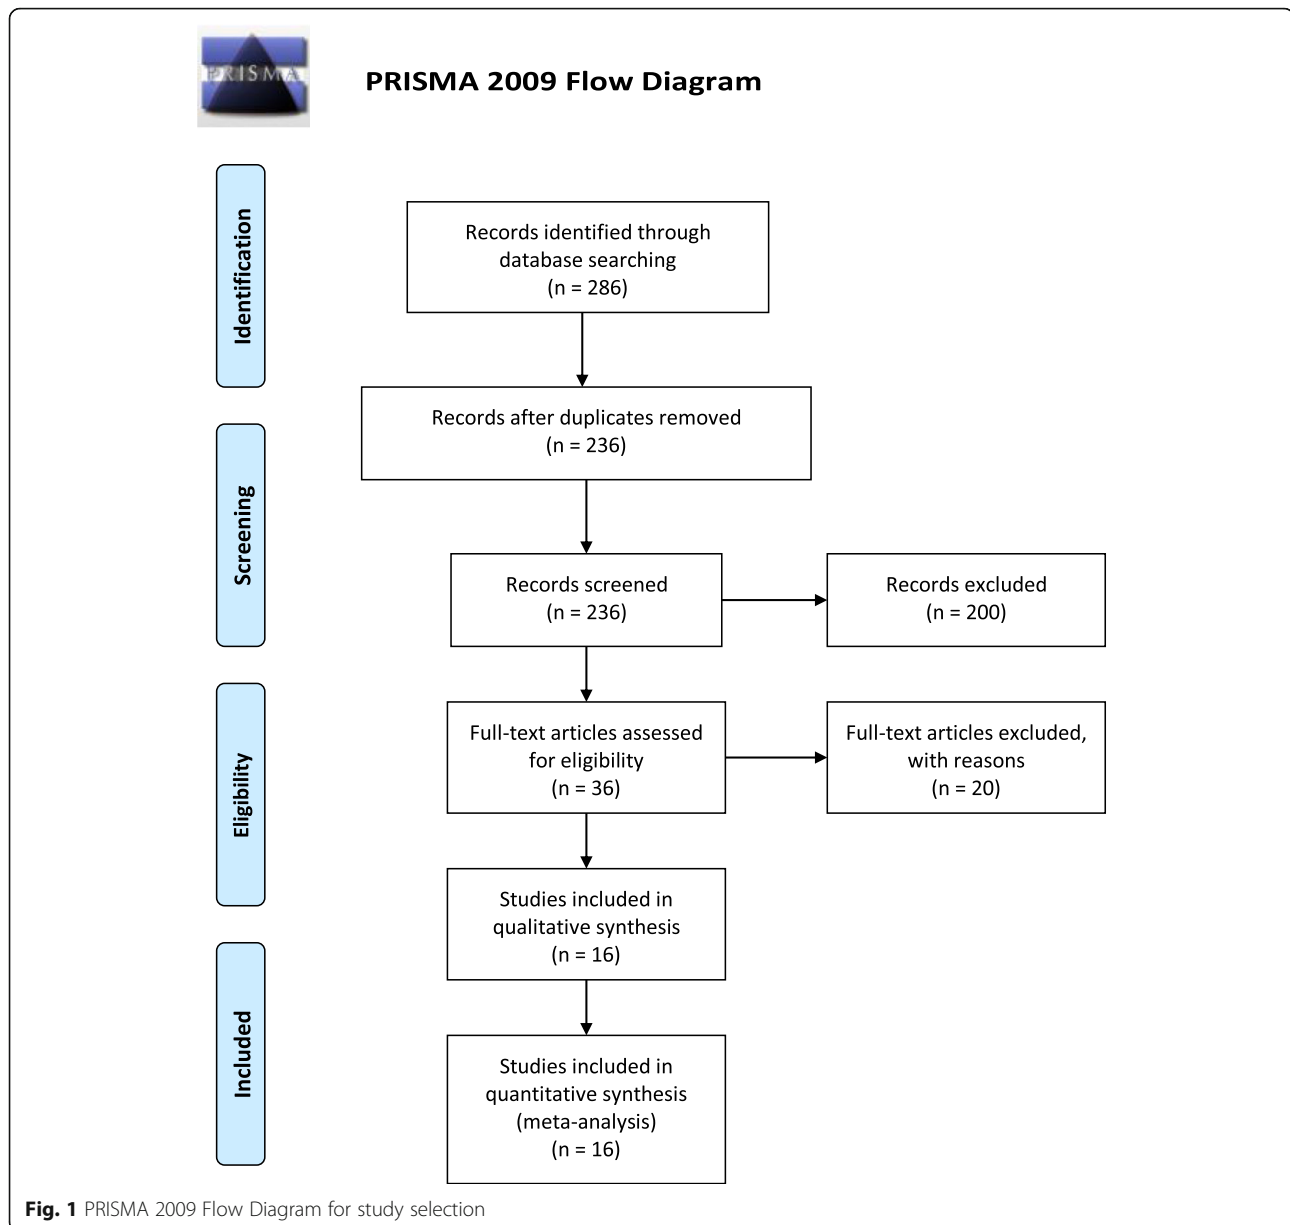 PRISMA
PRISMA 2009 Flow Diagram
Identification
Records identified through
database searching
(n = 286)
Records after duplicates removed
(n = 236)
Screening
Records screened
(n = 236)
Records excluded
(n = 200)
Eligibility
Full-text articles assessed
for eligibility
(n = 36)
Full-text articles excluded,
with reasons
(n = 20)
Studies included in
qualitative synthesis
(n = 16)
Included
Studies included in
quantitative synthesis
(meta-analysis)
(n = 16)
Fig. 1 PRISMA 2009 Flow Diagram for study selection